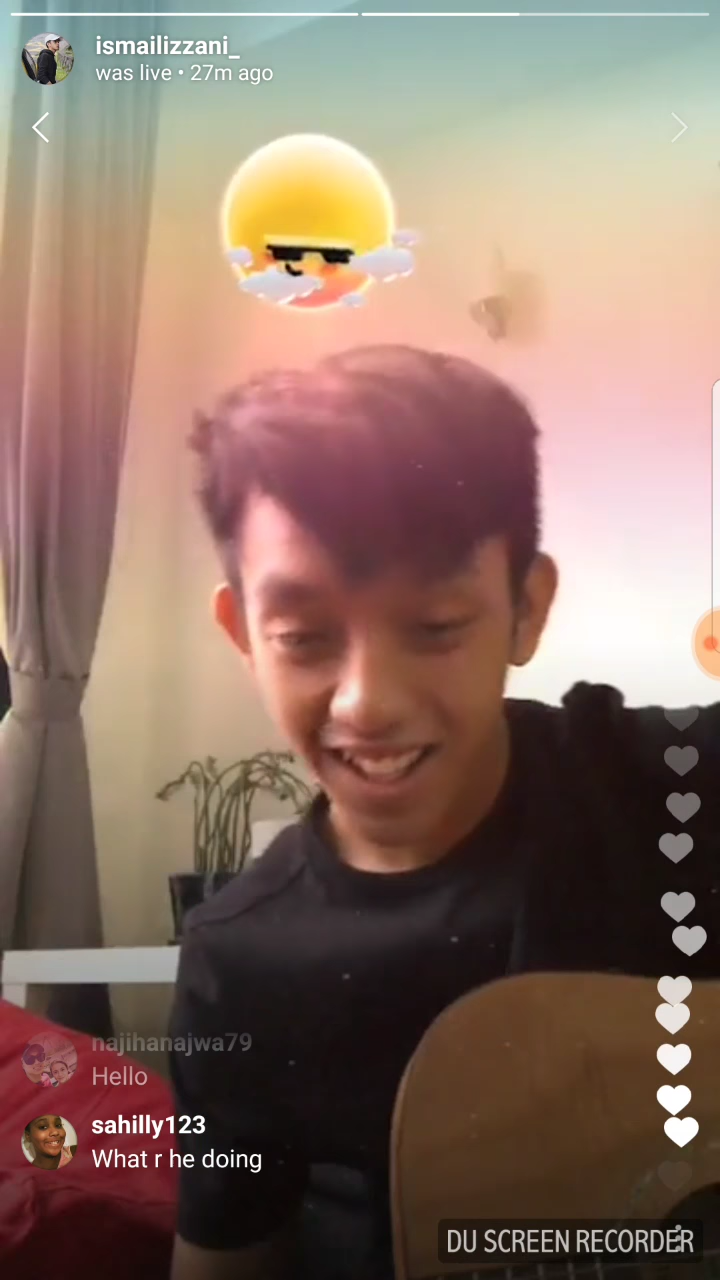 ismailizzani_
was live • 27m ago
najihanajwa79
Hello
sahilly123
What r he doing
DU SCREEN RECORDER